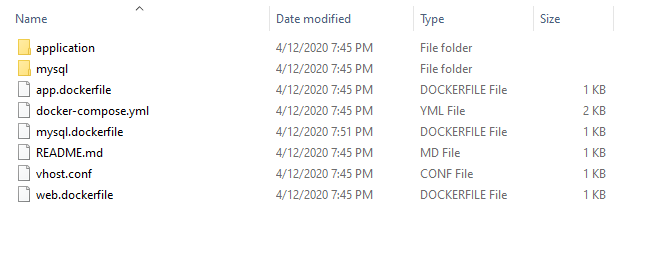 Name Date modified Type Size
application 4/12/2020 7:45 PM File folder
mysql 4/12/2020 7:45 PM File folder
app.dockerfile 4/12/2020 7:45 PM DOCKERFILE File 1 KB
docker-compose.yml 4/12/2020 7:45 PM YML File 2 KB
mysql.dockerfile 4/12/2020 7:51 PM DOCKERFILE File 1 KB
README.md 4/12/2020 7:45 PM MD File 1 KB
vhost.conf 4/12/2020 7:45 PM CONF File 1 KB
web.dockerfile 4/12/2020 7:45 PM DOCKERFILE File 1 KB